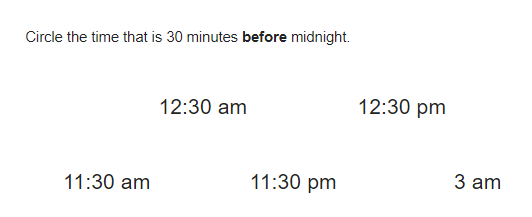 Circle the time that is 30 minutes before midnight.
12:30 am 12:30 pm
11:30 am 11:30 pm 3 am